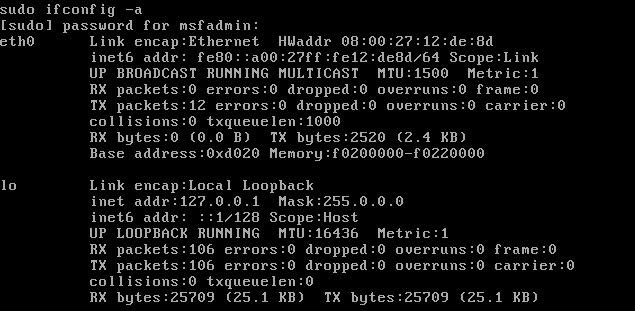 sudo ifconfig -a
[sudo] password for msfadmin:
eth0      Link encap:Ethernet  HWaddr 08:00:27:12:de:8d
          inet6 addr: fe80::a00:27ff:fe12:de8d/64 Scope:Link
          UP BROADCAST RUNNING MULTICAST  MTU:1500  Metric:1
          RX packets:0 errors:0 dropped:0 overruns:0 frame:0
          TX packets:12 errors:0 dropped:0 overruns:0 carrier:0
          collisions:0 txqueuelen:1000
          RX bytes:0 (0.0 B)  TX bytes:2520 (2.4 KB)
          Base address:0xd020 Memory:f0200000-f0220000
lo        Link encap:Local Loopback
          inet addr:127.0.0.1  Mask:255.0.0.0
          inet6 addr: ::1/128 Scope:Host
          UP LOOPBACK RUNNING  MTU:16436  Metric:1
          RX packets:106 errors:0 dropped:0 overruns:0 frame:0
          TX packets:106 errors:0 dropped:0 overruns:0 carrier:0
          collisions:0 txqueuelen:0
          RX bytes:25709 (25.1 KB)  TX bytes:25709 (25.1 KB)